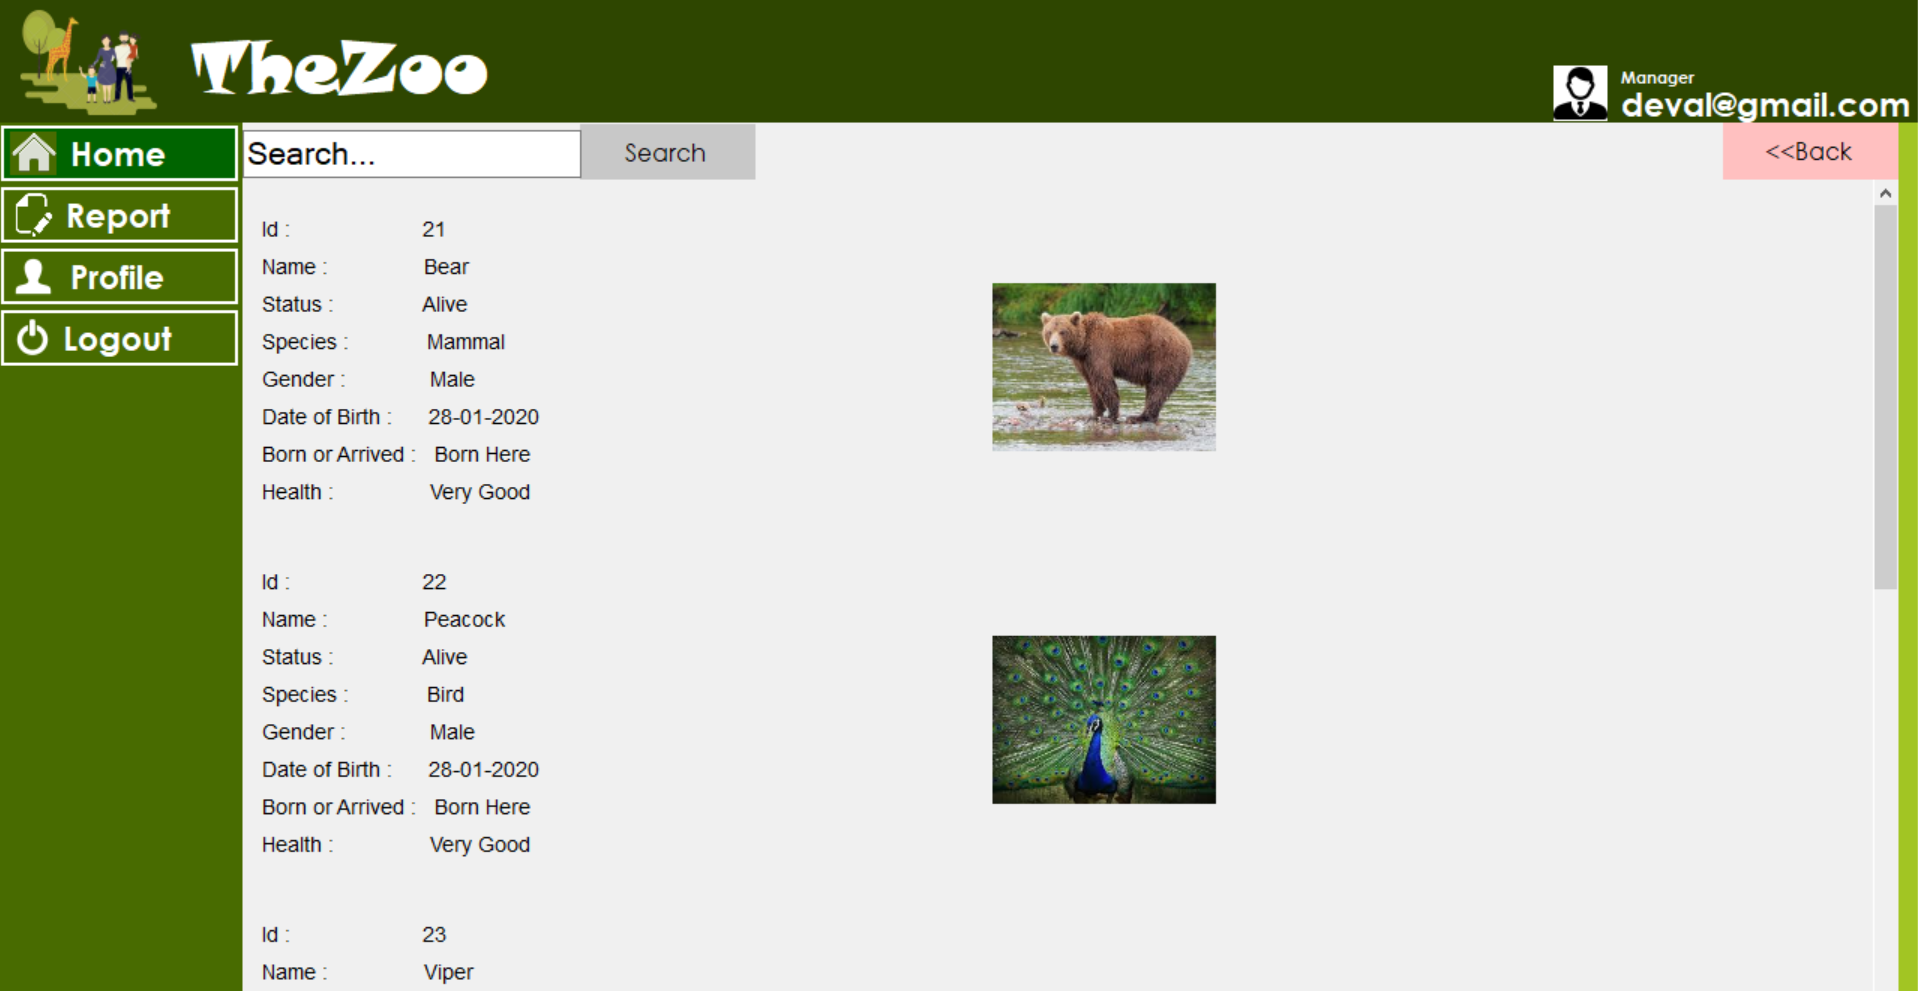 TheZoo
Manager
deval@gmail.com
Home
Report
Profile
Logout
Search...
Search
<<Back
Id : 21
Name : Bear
Status : Alive
Species : Mammal
Gender : Male
Date of Birth : 28-01-2020
Born or Arrived : Born Here
Health : Very Good
Id : 22
Name : Peacock
Status : Alive
Species : Bird
Gender : Male
Date of Birth : 28-01-2020
Born or Arrived : Born Here
Health : Very Good
Id : 23
Name : Viper